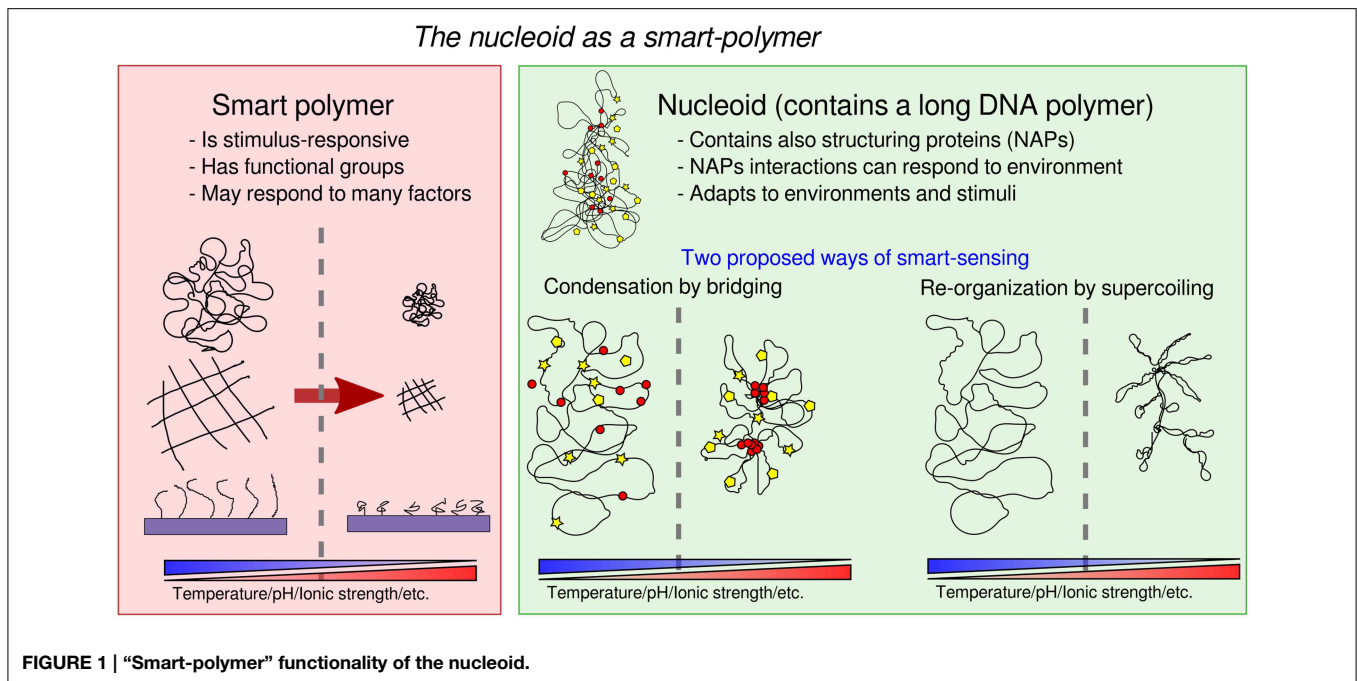 The nucleoid as a smart-polymer
Smart polymer
- Is stimulus-responsive
- Has functional groups
- May respond to many factors
Temperature/pH/Ionic strength/etc.
Nucleoid (contains a long DNA polymer)
- Contains also structuring proteins (NAPs)
- NAPs interactions can respond to environment
- Adapts to environments and stimuli
Two proposed ways of smart-sensing
Condensation by bridging
Temperature/pH/Ionic strength/etc.
Re-organization by supercoiling
Temperature/pH/Ionic strength/etc.
FIGURE 1 | “Smart-polymer” functionality of the nucleoid.